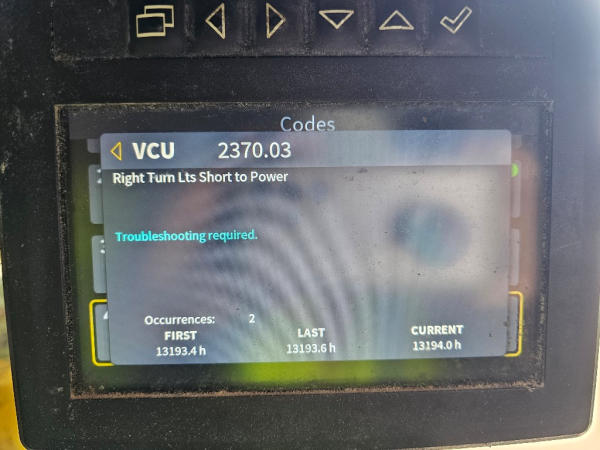 Codes
VCU 2370.03
Right Turn Lts Short to Power
Troubleshooting required.
Occurrences: 2
FIRST LAST CURRENT
13193.4 h 13193.6 h 13194.0 h